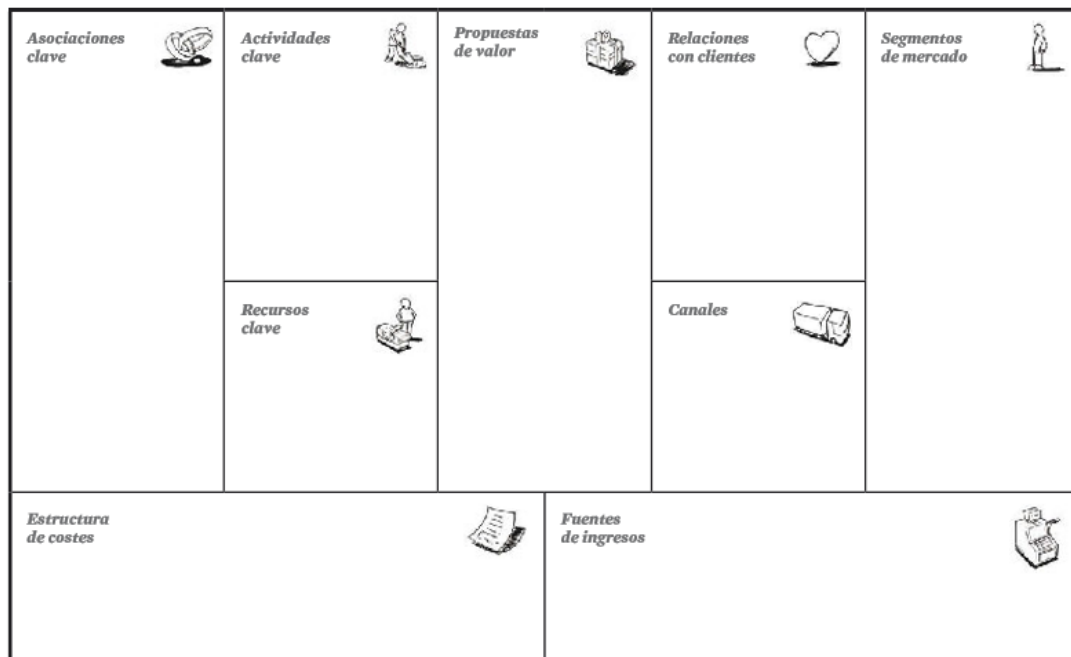 Asociaciones
clave
Actividades
clave
Propuestas
de valor
Relaciones
con clientes
Segmentos
de mercado
Recursos
clave
Canales
Estructura
de costes
Fuentes
de ingresos